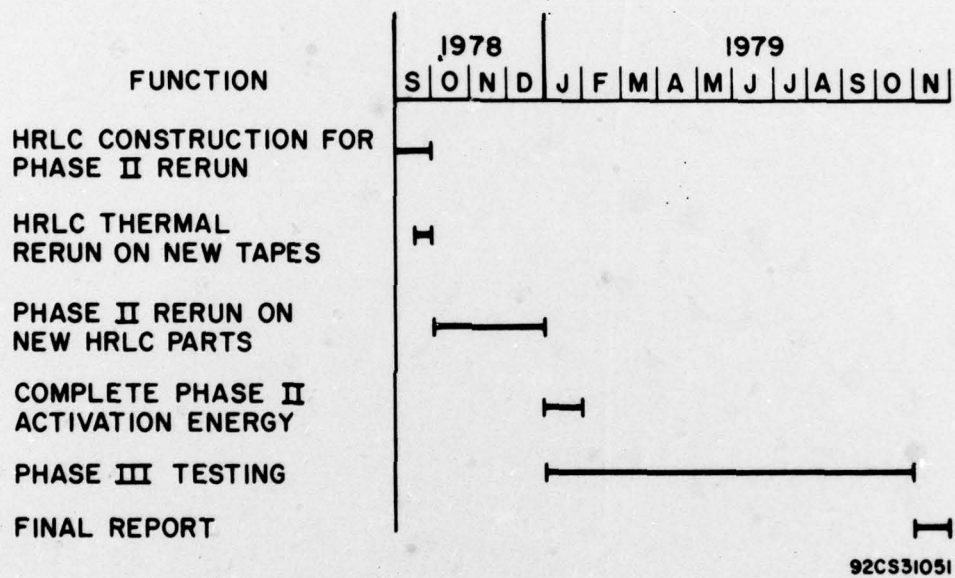 1978 1979
FUNCTION
S O N D J F M A M J J A S O N
HRLC CONSTRUCTION FOR
PHASE II RERUN
HRLC THERMAL
RERUN ON NEW TAPES
PHASE II RERUN ON
NEW HRLC PARTS
COMPLETE PHASE II
ACTIVATION ENERGY
PHASE III TESTING
FINAL REPORT
92CS31051